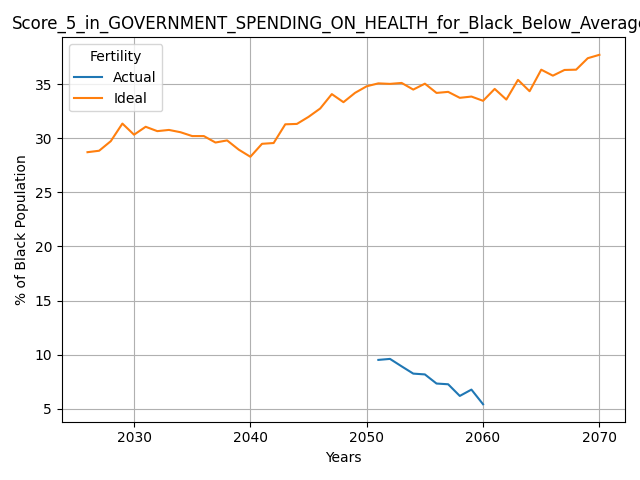 Score_5_in_GOVERNMENT_SPENDING_ON_HEALTH_for_Black_Below_Average
Fertility
Actual
Ideal
35
30
25
20
15
10
5
% of Black Population
2030 2040 2050 2060 2070
Years